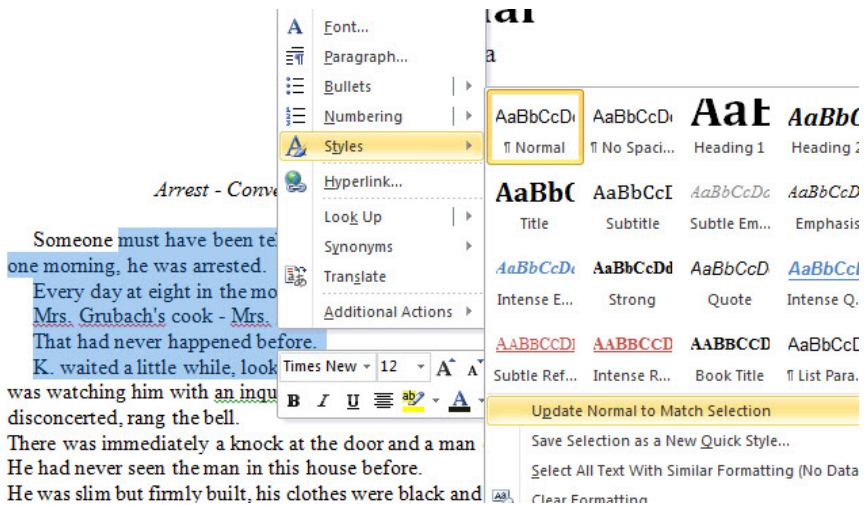 Font...
Paragraph...
Bullets
Numbering
Styles
Hyperlink...
Look Up
Synonyms
Translate
Additional Actions
Times New 12 A A
B I U ab A
a
AaBbCcD AaBbCcD AaB AaBbC
¶ Normal ¶ No Spaci... Heading 1 Heading 2
AaBb( AaBbCcI AaBbCcDc AaBbCcD
Title Subtitle Subtle Em... Emphasis
AaBbCcDc AaBbCcDd AaBbCcD AaBbCcI
Intense E... Strong Quote Intense Q.
AABBCCDI AABBCCD AABBCCD AaBbCcD
Subtle Ref... Intense R... Book Title ¶ List Para.
Update Normal to Match Selection
Save Selection as a New Quick Style...
Select All Text With Similar Formatting (No Data
Clear Formatting
Arrest - Conve
Someone must have been te
one morning, he was arrested.
Every day at eight in the mo
Mrs. Grubach's cook - Mrs.
That had never happened before.
K. waited a little while, look
was watching him with an inqu
disconcerted, rang the bell.
There was immediately a knock at the door and a man
He had never seen the man in this house before.
He was slim but firmly built, his clothes were black and